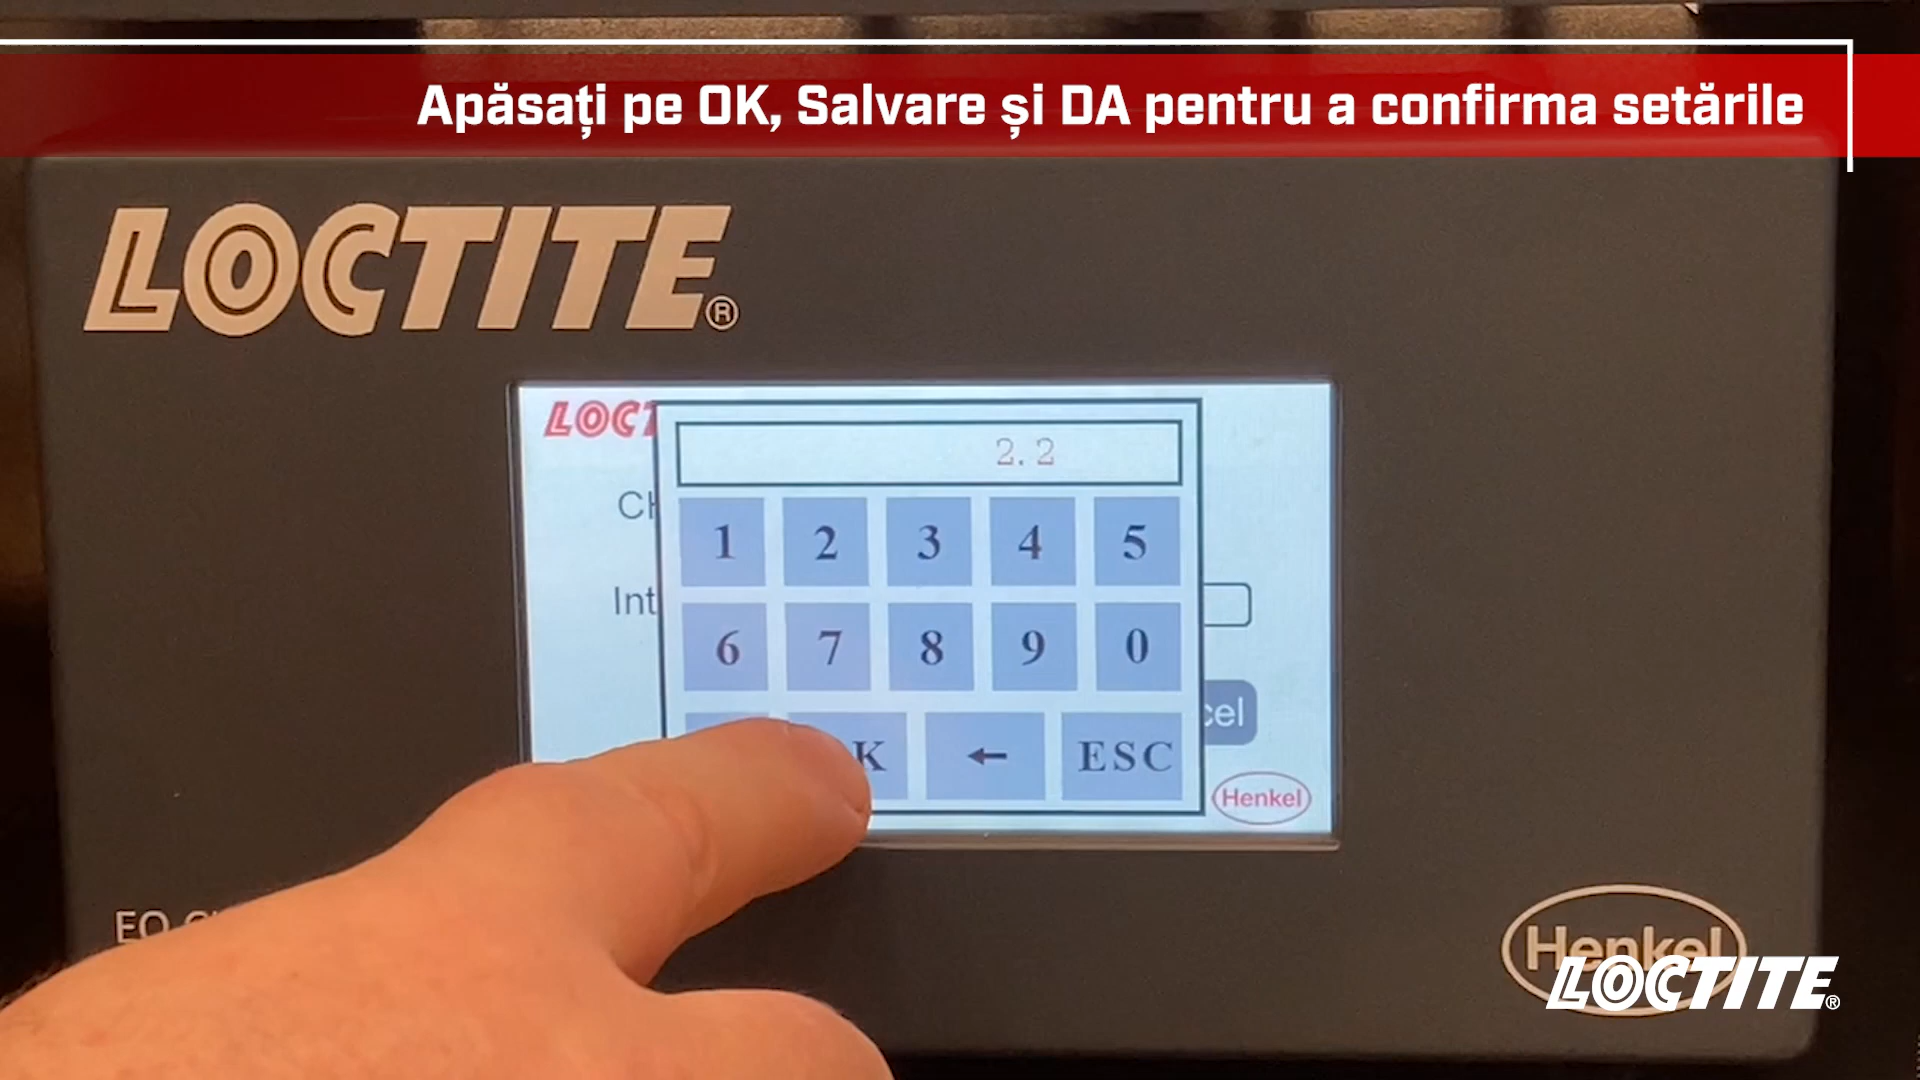 Apăsați pe OK, Salvare și DA pentru a confirma setările
LOCTITE®
2.2
1 2 3 4 5
6 7 8 9 0
← ESC
Henkel
Henkel
LOCTITE®